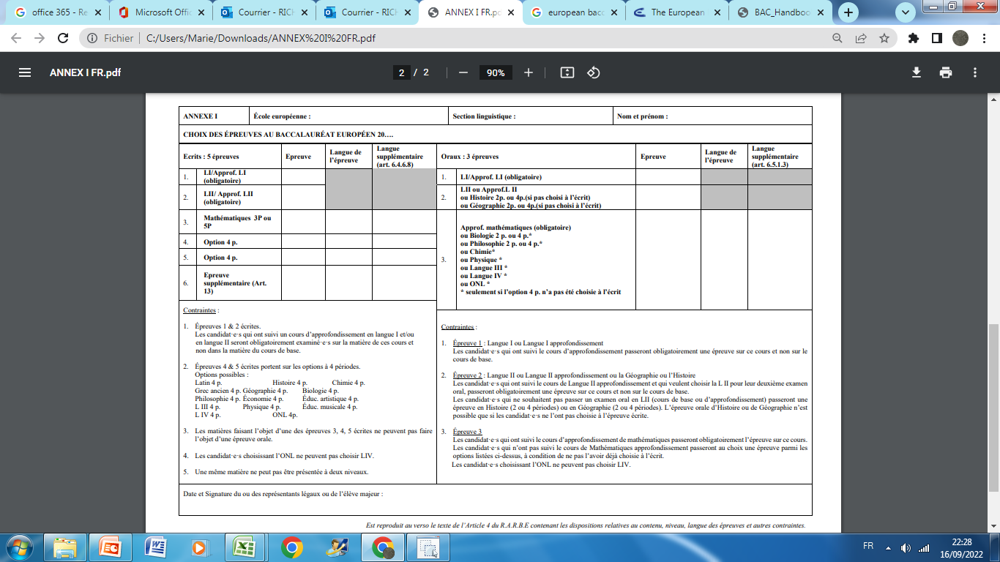 office 365 - Re
Microsoft Offic
Courrier - RICH
Courrier - RICH
ANNEX I FR.pd
european bacc
The European
BAC_Handboo
Fichier
C:/Users/Marie/Downloads/ANNEX%20I%20FR.pdf
ANNEX I FR.pdf
2 / 2
90%
ANNEXE I
École européenne :
Section linguistique :
Nom et prénom :
CHOIX DES ÉPREUVES AU BACCALAURÉAT EUROPÉEN 20….
Ecrits : 5 épreuves
Epreuve
Langue de
l'épreuve
Langue
supplémentaire
(art. 6.4.6.8)
1.
LI/Approf. LI
(obligatoire)
2.
LII/ Approf. LII
(obligatoire)
3.
Mathématiques 3P ou
5P
4.
Option 4 p.
5.
Option 4 p.
6.
Epreuve
supplémentaire (Art.
13)
Contraintes :
1. Épreuves 1 & 2 écrites.
Les candidat·e·s qui ont suivi un cours d'approfondissement en langue I et/ou
en langue II seront obligatoirement examiné·e·s sur la matière de ces cours et
non dans la matière du cours de base.
2. Épreuves 4 & 5 écrites portent sur les options à 4 périodes.
Options possibles :
Latin 4 p. Histoire 4 p. Chimie 4 p.
Grec ancien 4 p. Géographie 4 p. Biologie 4 p.
Philosophie 4 p. Économie 4 p. Éduc. artistique 4 p.
L III 4 p. Physique 4 p. Éduc. musicale 4 p.
L IV 4 p. ONL 4p.
3. Les matières faisant l'objet d'une des épreuves 3, 4, 5 écrites ne peuvent pas faire
l'objet d'une épreuve orale.
4. Les candidat·e·s choisissant l'ONL ne peuvent pas choisir LIV.
5. Une même matière ne peut pas être présentée à deux niveaux.
Oraux : 3 épreuves
Epreuve
Langue de
l'épreuve
Langue
supplémentaire
(art. 6.5.1.3)
1.
LI/Approf. LI (obligatoire)
2.
LII ou Approf.L II
ou Histoire 2p. ou 4p.(si pas choisi à l'écrit)
ou Géographie 2p. ou 4p.(si pas choisi à l'écrit)
3.
Approf. mathématiques (obligatoire)
ou Biologie 2 p. ou 4 p.*
ou Philosophie 2 p. ou 4 p.*
ou Chimie*
ou Physique *
ou Langue III *
ou Langue IV *
ou ONL *
* seulement si l'option 4 p. n'a pas été choisie à l'écrit
Contraintes :
1. Épreuve 1 : Langue I ou Langue I approfondissement
Les candidat·e·s qui ont suivi le cours d'approfondissement passeront obligatoirement une épreuve sur ce cours et non sur le
cours de base.
2. Épreuve 2 : Langue II ou Langue II approfondissement ou la Géographie ou l'Histoire
Les candidat·e·s qui ont suivi le cours de Langue II approfondissement et qui veulent choisir la L II pour leur deuxième examen
oral, passeront obligatoirement une épreuve sur ce cours et non sur le cours de base.
Les candidat·e·s qui ne souhaitent pas passer un examen oral en LII (cours de base ou d'approfondissement) passeront une
épreuve en Histoire (2 ou 4 périodes) ou en Géographie (2 ou 4 périodes). L'épreuve orale d'Histoire ou de Géographie n'est
possible que si les candidat·e·s ne l'ont pas choisie à l'épreuve écrite.
3. Épreuve 3
Les candidat·e·s qui ont suivi le cours d'approfondissement de mathématiques passeront obligatoirement l'épreuve sur ce cours.
Les candidat·e·s qui n'ont pas suivi le cours de Mathématiques approfondissement passeront au choix une épreuve parmi les
options listées ci-dessus, à condition de ne pas l'avoir déjà choisie à l'écrit.
Les candidat·e·s choisissant l'ONL ne peuvent pas choisir LIV.
Date et Signature du ou des représentants légaux ou de l'élève majeur :
Est reproduit au verso le texte de l'Article 4 du R.A.R.B.E contenant les dispositions relatives au contenu, niveau, langue des épreuves et autres contraintes.
FR
22:28
16/09/2022